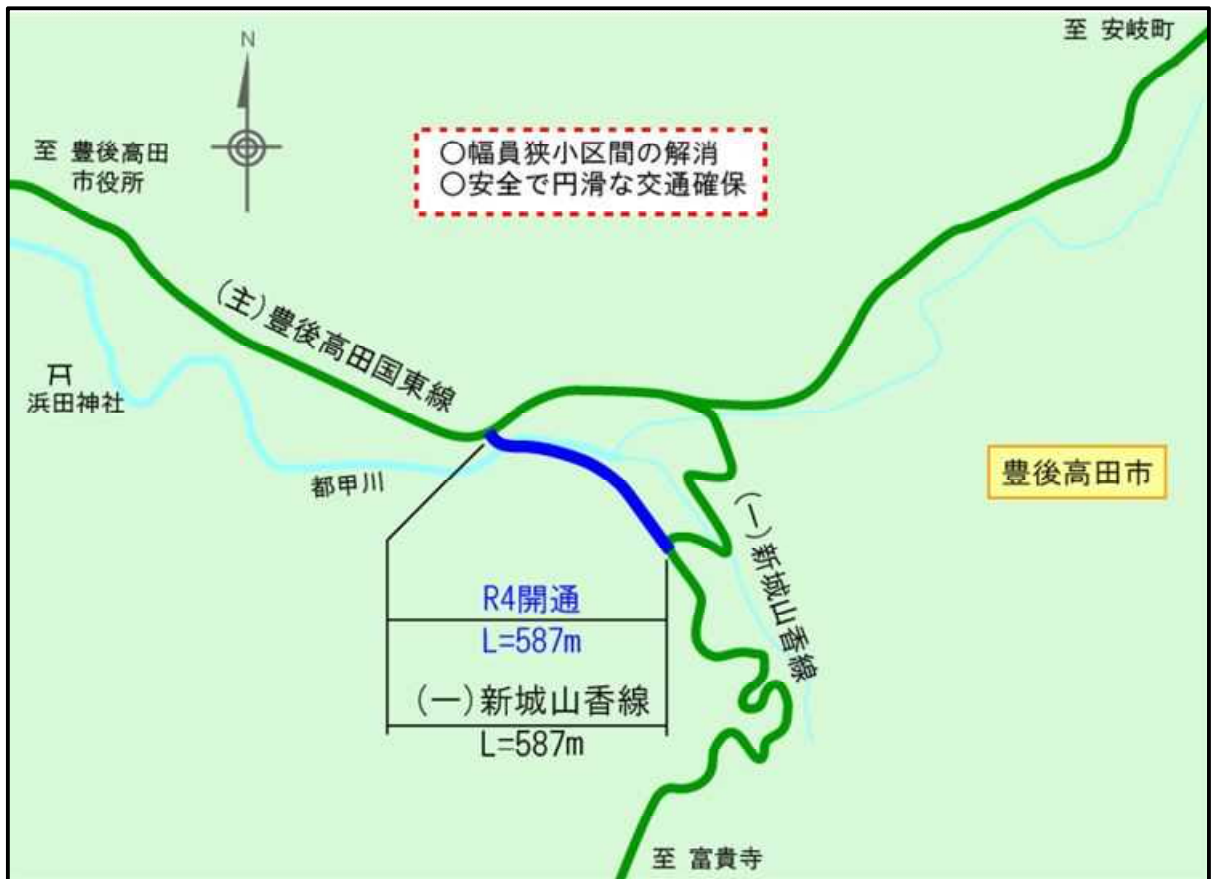 至 安岐町
N
至 豊後高田
市役所
○幅員狭小区間の解消
○安全で円滑な交通確保
(主)豊後高田国東線
浜田神社
都甲川
豊後高田市
(一)新城山香線
R4開通
L=587m
(一)新城山香線
L=587m
至 富貴寺